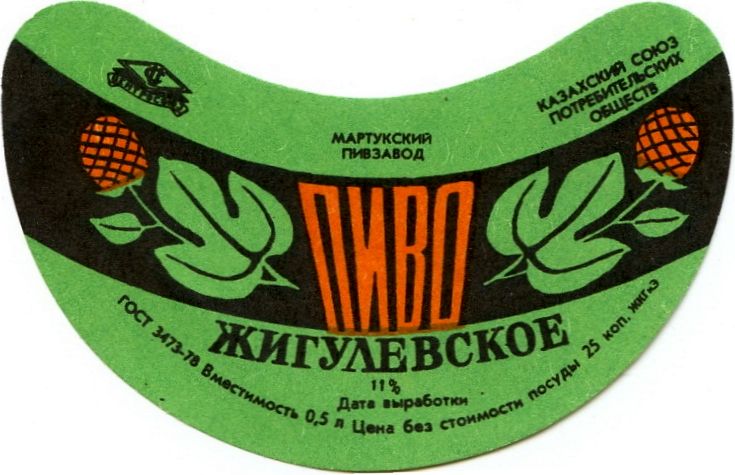 КАЗАХСКИЙ СОЮЗ
ПОТРЕБИТЕЛЬСКИХ
ОБЩЕСТВ
МАРТУКСКИЙ
ПИВЗАВОД
ПИВО
ЖИГУЛЕВСКОЕ
11%
Дата выработки
ГОСТ 3473-78 Вместимость 0,5 л Цена без стоимости посуды 25 коп.